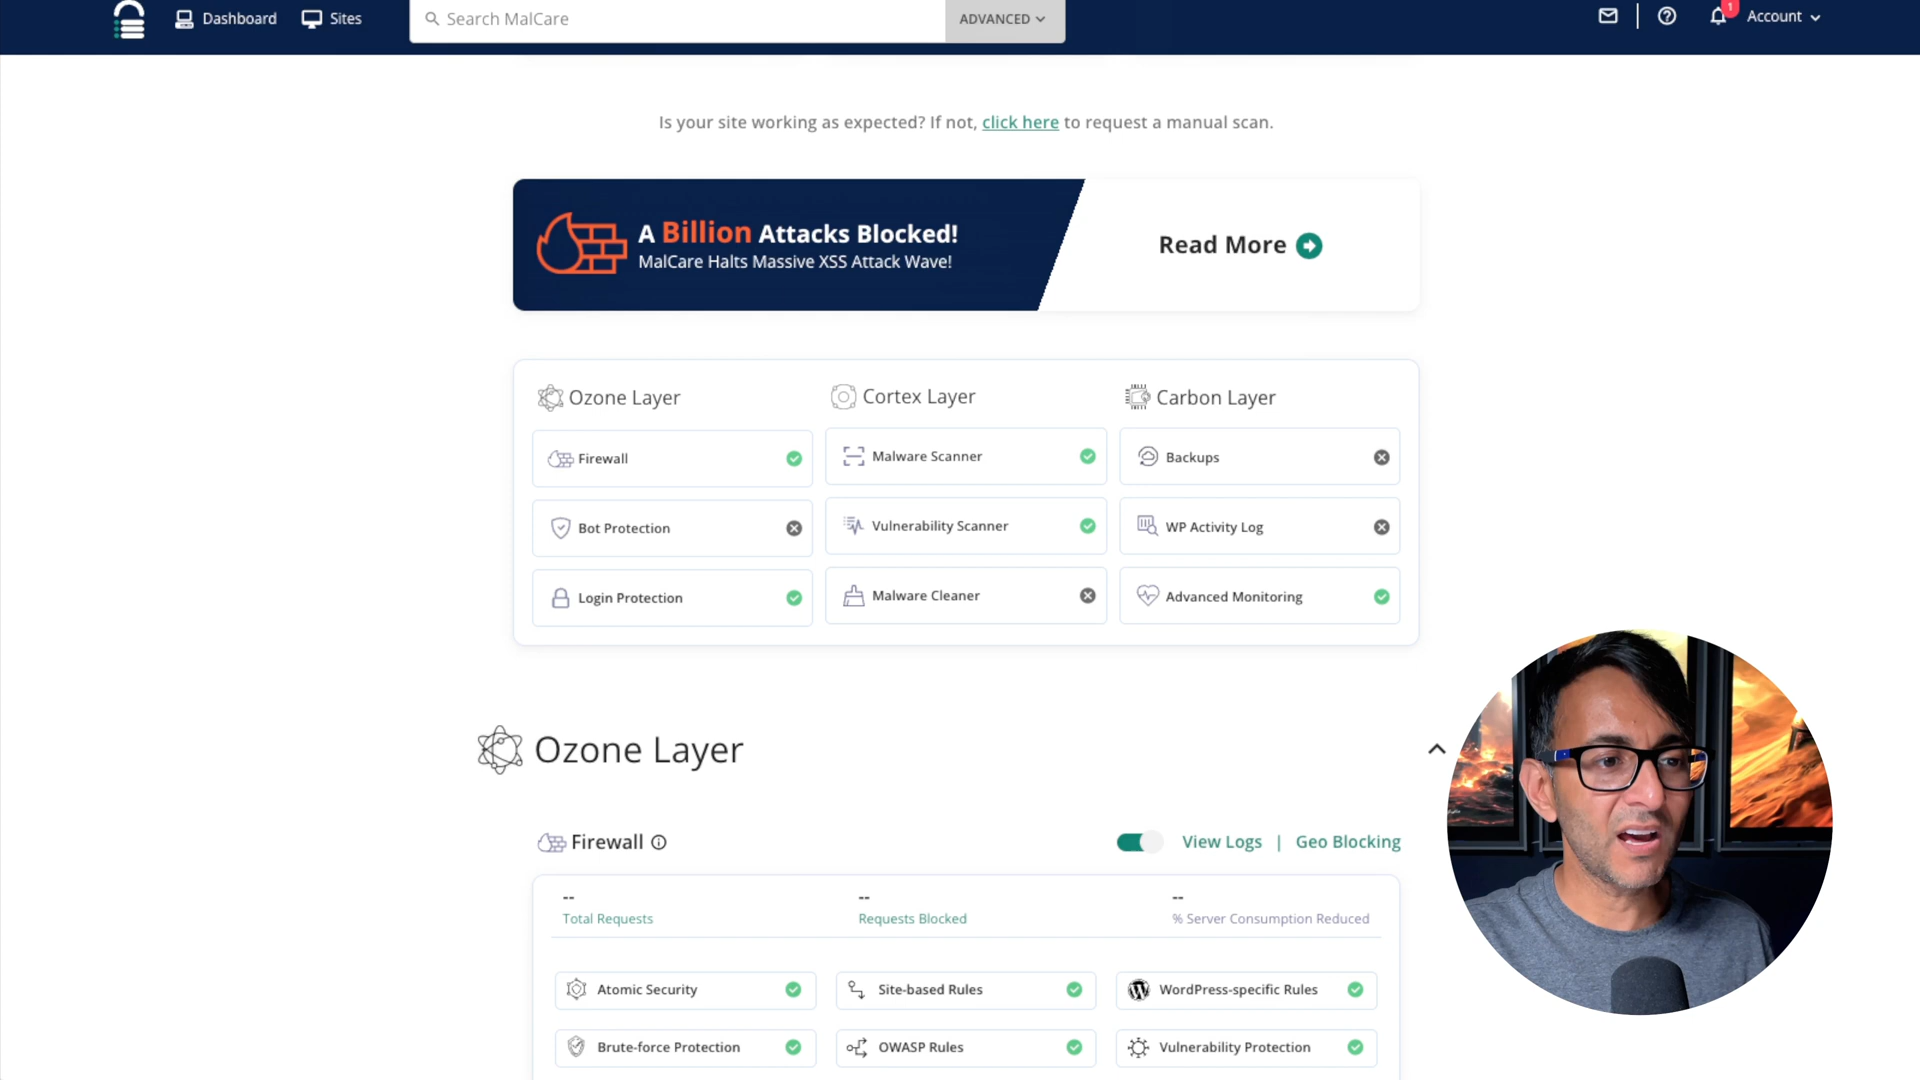 Dashboard
Sites
Search MalCare
ADVANCED
1
Account
Is your site working as expected? If not, click here to request a manual scan.
A Billion Attacks Blocked!
MalCare Halts Massive XSS Attack Wave!
Read More
Ozone Layer
Cortex Layer
Carbon Layer
Firewall
Malware Scanner
Backups
Bot Protection
Vulnerability Scanner
WP Activity Log
Login Protection
Malware Cleaner
Advanced Monitoring
Ozone Layer
Firewall
View Logs | Geo Blocking
--
--
--
Total Requests
Requests Blocked
% Server Consumption Reduced
Atomic Security
Site-based Rules
WordPress-specific Rules
Brute-force Protection
OWASP Rules
Vulnerability Protection